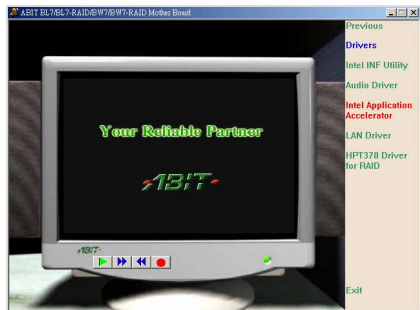 ABIT BL7/BL7-RAID/BW7/BW7-RAID Mother Board
Your Reliable Partner
ABIT
ABIT
Previous
Drivers
Intel INF Utility
Audio Driver
Intel Application
Accelerator
LAN Driver
HPT370 Driver
for RAID
Exit